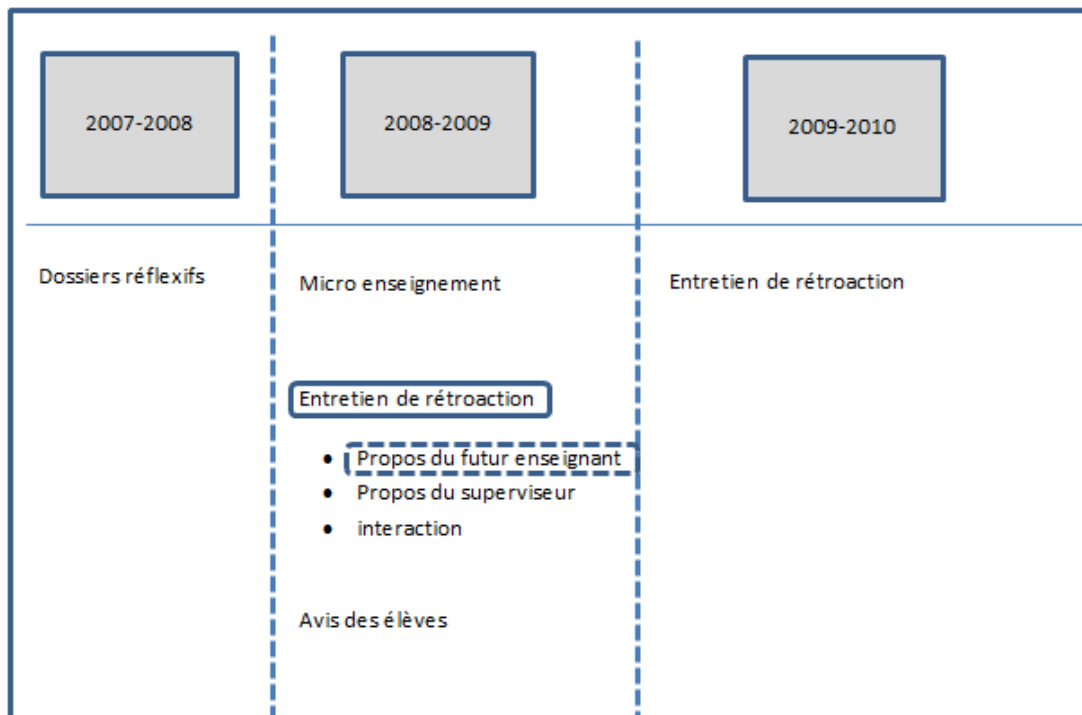 2007-2008
2008-2009
2009-2010
Dossiers réflexifs
Micro enseignement
Entretien de rétroaction
Entretien de rétroaction
• Propos du futur enseignant
• Propos du superviseur
• interaction
Avis des élèves